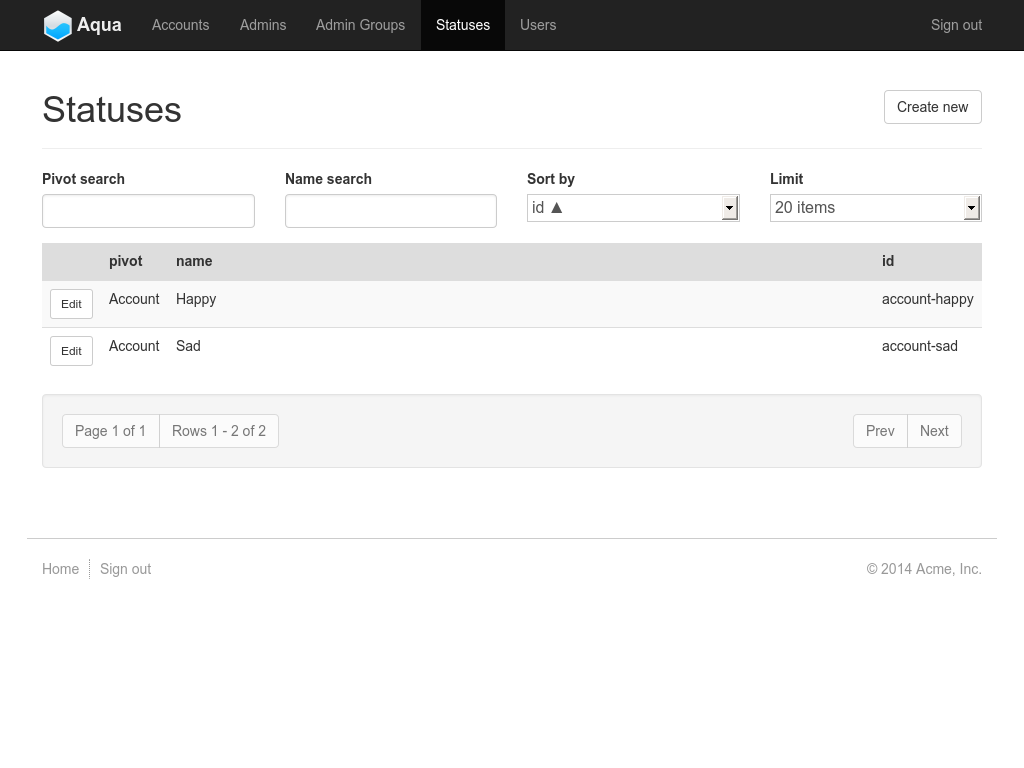 Aqua Accounts Admins Admin Groups Statuses Users Sign out
Statuses Create new
Pivot search Name search Sort by Limit
id ▲ 20 items
pivot name id
Edit Account Happy account-happy
Edit Account Sad account-sad
Page 1 of 1 Rows 1 - 2 of 2 Prev Next
Home Sign out © 2014 Acme, Inc.